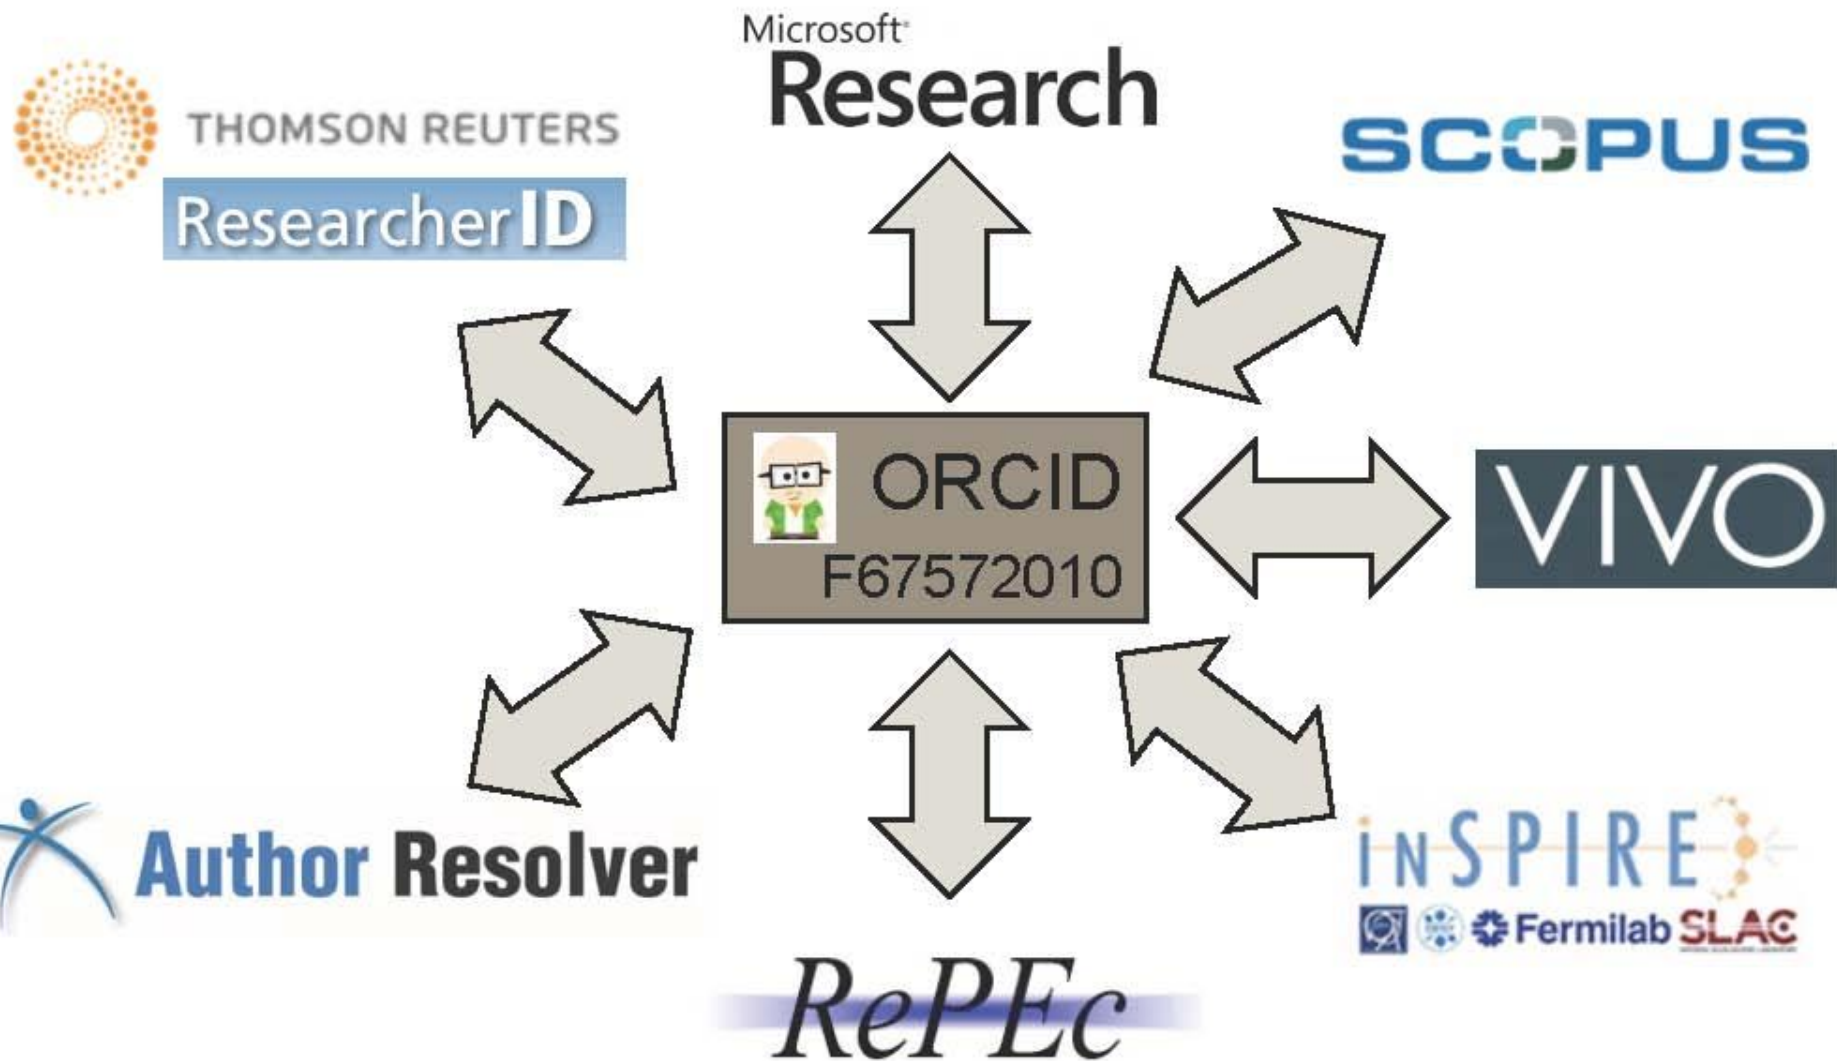 Microsoft®
Research
THOMSON REUTERS
ResearcherID
SCOPUS
ORCID
F67572010
VIVO
Author Resolver
inSPIRE
Fermilab SLAC
RePEc